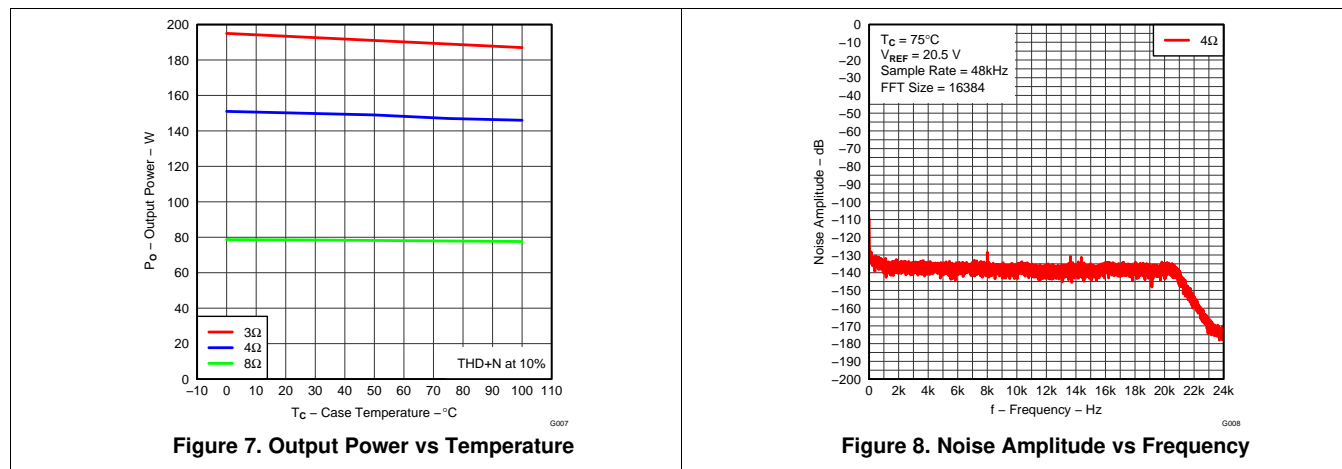 200
180
160
140
120
100
80
60
40
20
0
–10 0 10 20 30 40 50 60 70 80 90 100 110
PO – Output Power – W
TC – Case Temperature –°C
3Ω
4Ω
8Ω
THD+N at 10%
G007
Figure 7. Output Power vs Temperature
0
–10
–20
–30
–40
–50
–60
–70
–80
–90
–100
–110
–120
–130
–140
–150
–160
–170
–180
–190
–200
0 2k 4k 6k 8k 10k 12k 14k 16k 18k 20k 22k 24k
Noise Amplitude – dB
f – Frequency – Hz
TC = 75°C
VREF = 20.5 V
Sample Rate = 48kHz
FFT Size = 16384
4Ω
G008
Figure 8. Noise Amplitude vs Frequency